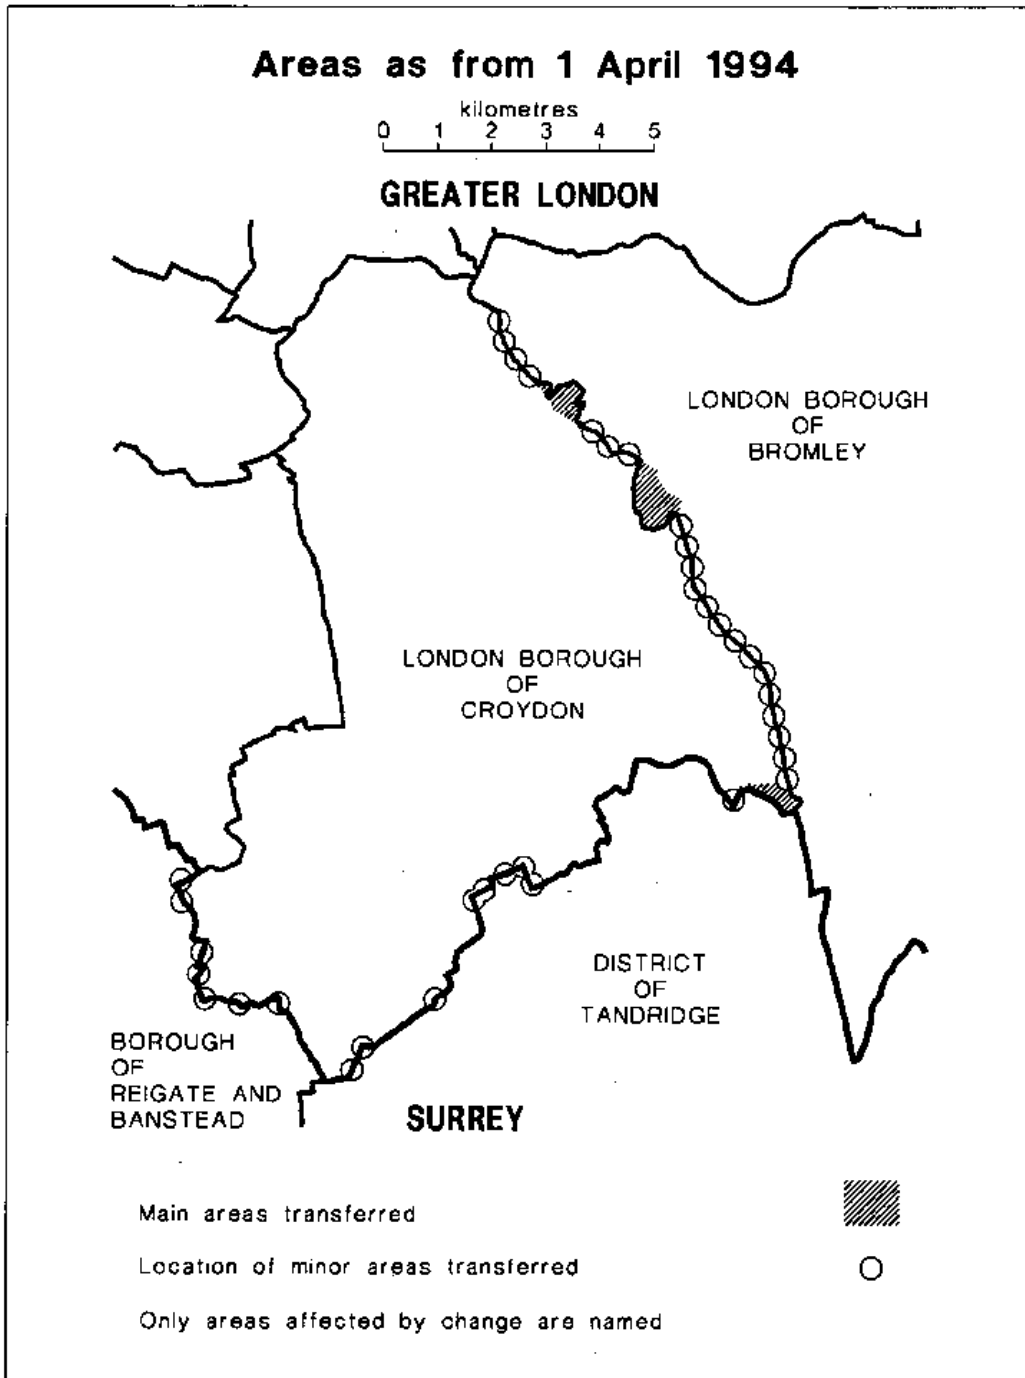 Areas as from 1 April 1994
kilometres
0 1 2 3 4 5
GREATER LONDON
LONDON BOROUGH
OF
BROMLEY
LONDON BOROUGH
OF
CROYDON
DISTRICT
OF
TANDRIDGE
BOROUGH
OF
REIGATE AND
BANSTEAD
SURREY
Main areas transferred
Location of minor areas transferred
Only areas affected by change are named